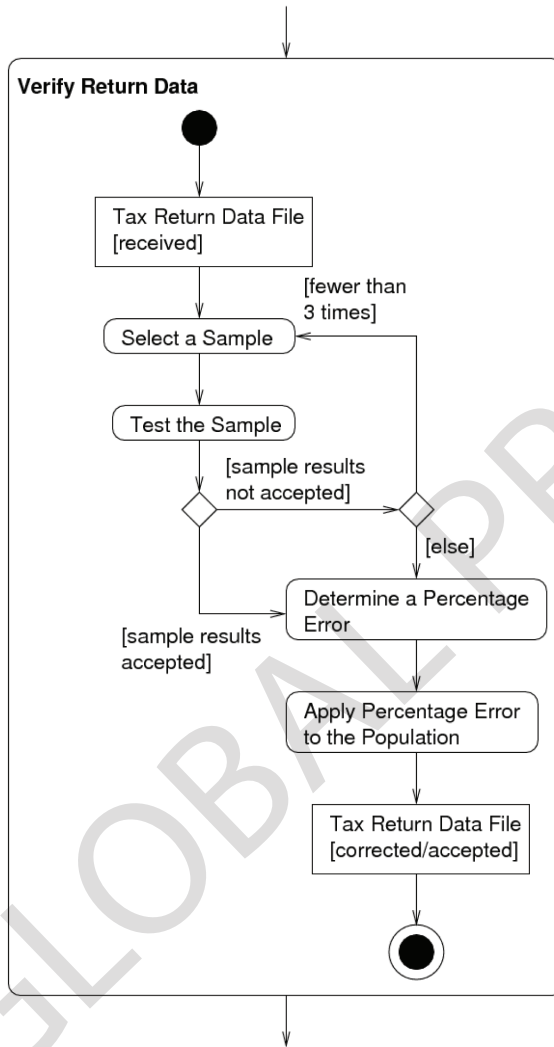 Verify Return Data
Tax Return Data File
[received]
[fewer than
3 times]
Select a Sample
Test the Sample
[sample results
not accepted]
[else]
[sample results
accepted]
Determine a Percentage
Error
Apply Percentage Error
to the Population
Tax Return Data File
[corrected/accepted]
GLOBAL PR